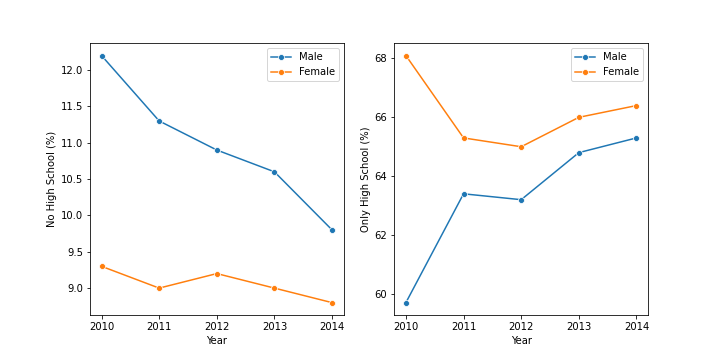 No High School (%)
12.0
11.5
11.0
10.5
10.0
9.5
9.0
2010 2011 2012 2013 2014
Year
Male
Female
Only High School (%)
68
66
64
62
60
2010 2011 2012 2013 2014
Year
Male
Female